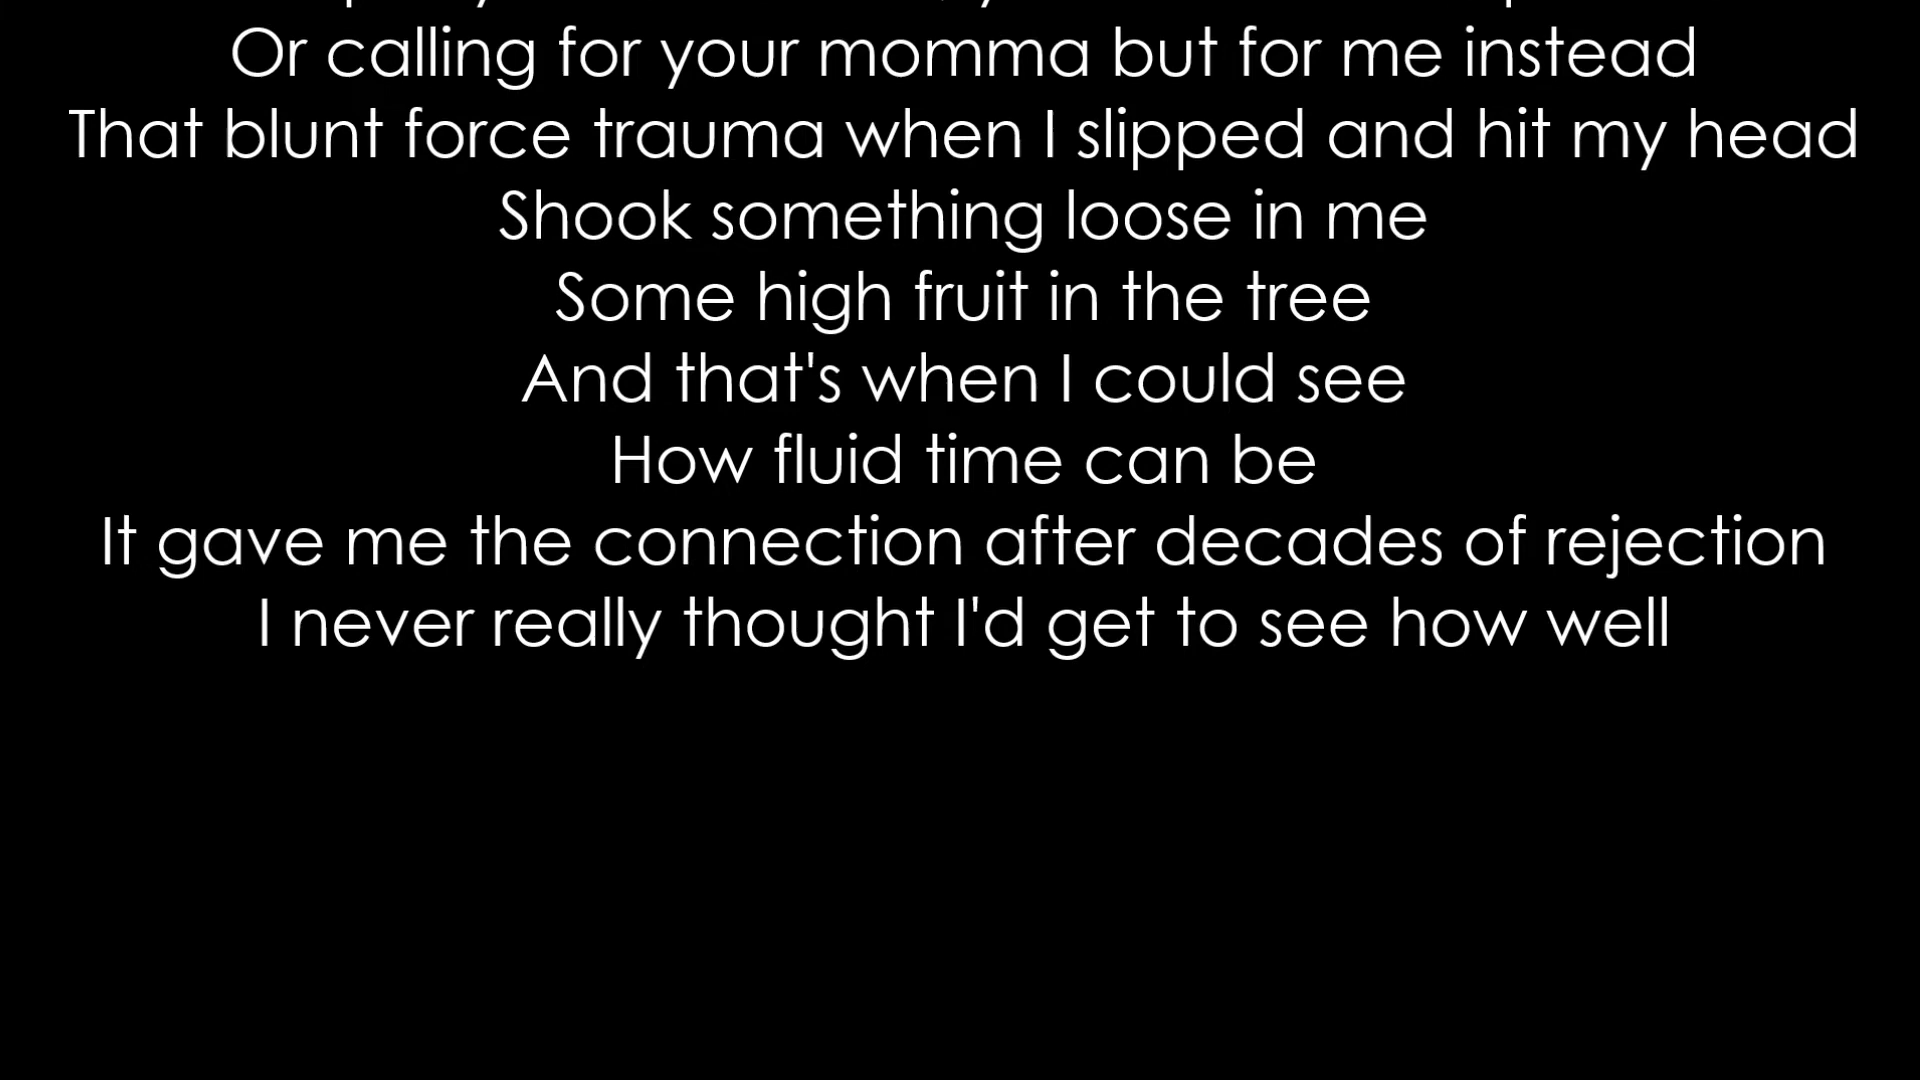 Or calling for your momma but for me instead
That blunt force trauma when I slipped and hit my head
Shook something loose in me
Some high fruit in the tree
And that's when I could see
How fluid time can be
It gave me the connection after decades of rejection
I never really thought I'd get to see how well